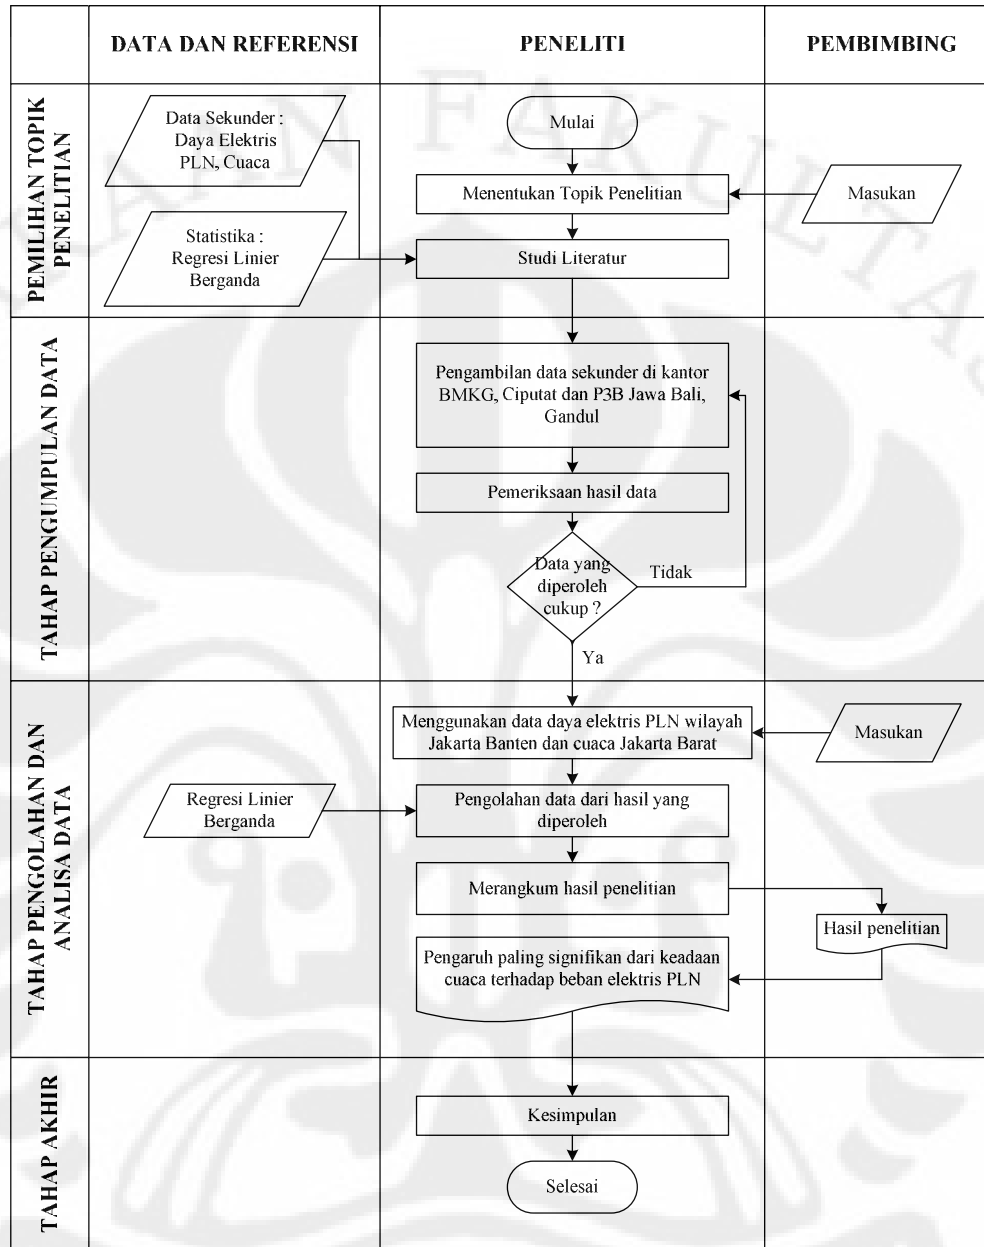 DATA DAN REFERENSI
PENELITI
PEMBIMBING
PEMILIHAN TOPIK
PENELITIAN
Data Sekunder :
Daya Elektris
PLN, Cuaca
Statistika :
Regresi Linier
Berganda
Mulai
Menentukan Topik Penelitian
Masukan
Studi Literatur
TAHAP PENGUMPULAN DATA
Pengambilan data sekunder di kantor
BMKG, Ciputat dan P3B Jawa Bali,
Gandul
Pemeriksaan hasil data
Data yang
diperoleh
cukup ?
Tidak
Ya
TAHAP PENGOLAHAN DAN
ANALISA DATA
Menggunakan data daya elektris PLN wilayah
Jakarta Banten dan cuaca Jakarta Barat
Masukan
Regresi Linier
Berganda
Pengolahan data dari hasil yang
diperoleh
Merangkum hasil penelitian
Hasil penelitian
Pengaruh paling signifikan dari keadaan
cuaca terhadap beban elektris PLN
TAHAP AKHIR
Kesimpulan
Selesai